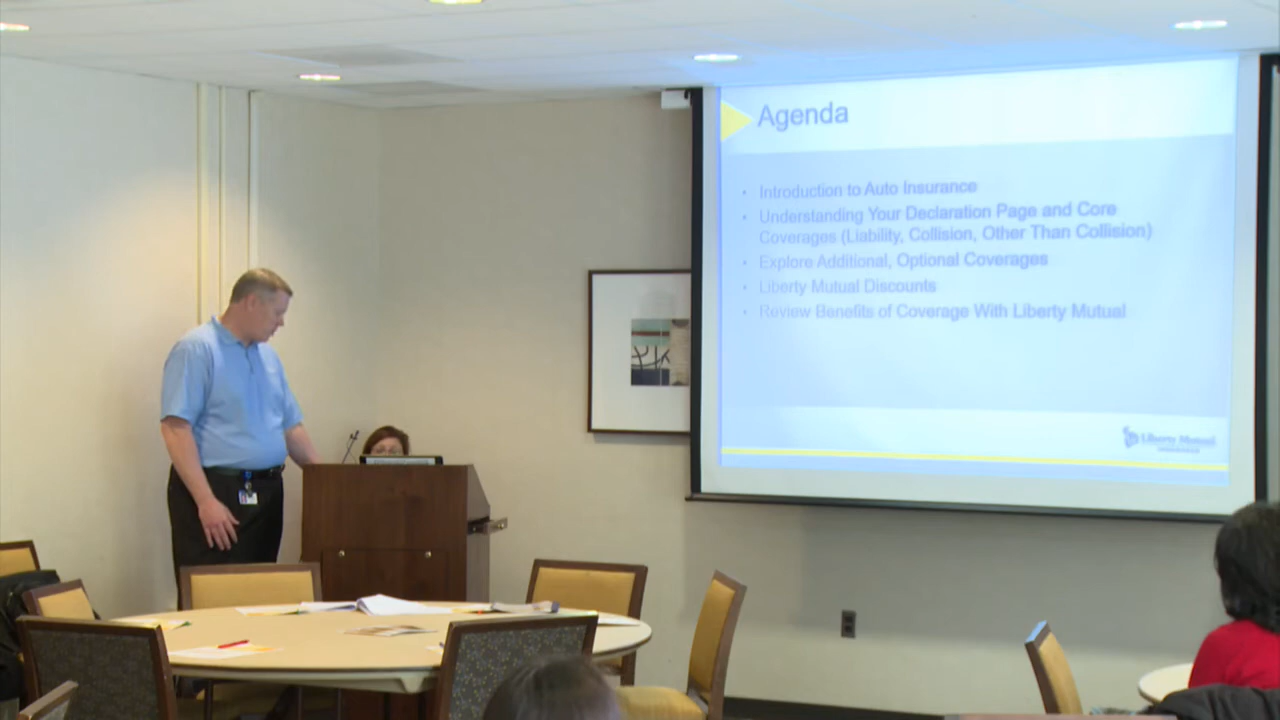 Agenda
• Introduction to Auto Insurance
• Understanding Your Declaration Page and Core
Coverages (Liability, Collision, Other Than Collision)
• Explore Additional, Optional Coverages
• Liberty Mutual Discounts
• Review Benefits of Coverage With Liberty Mutual
Liberty Mutual